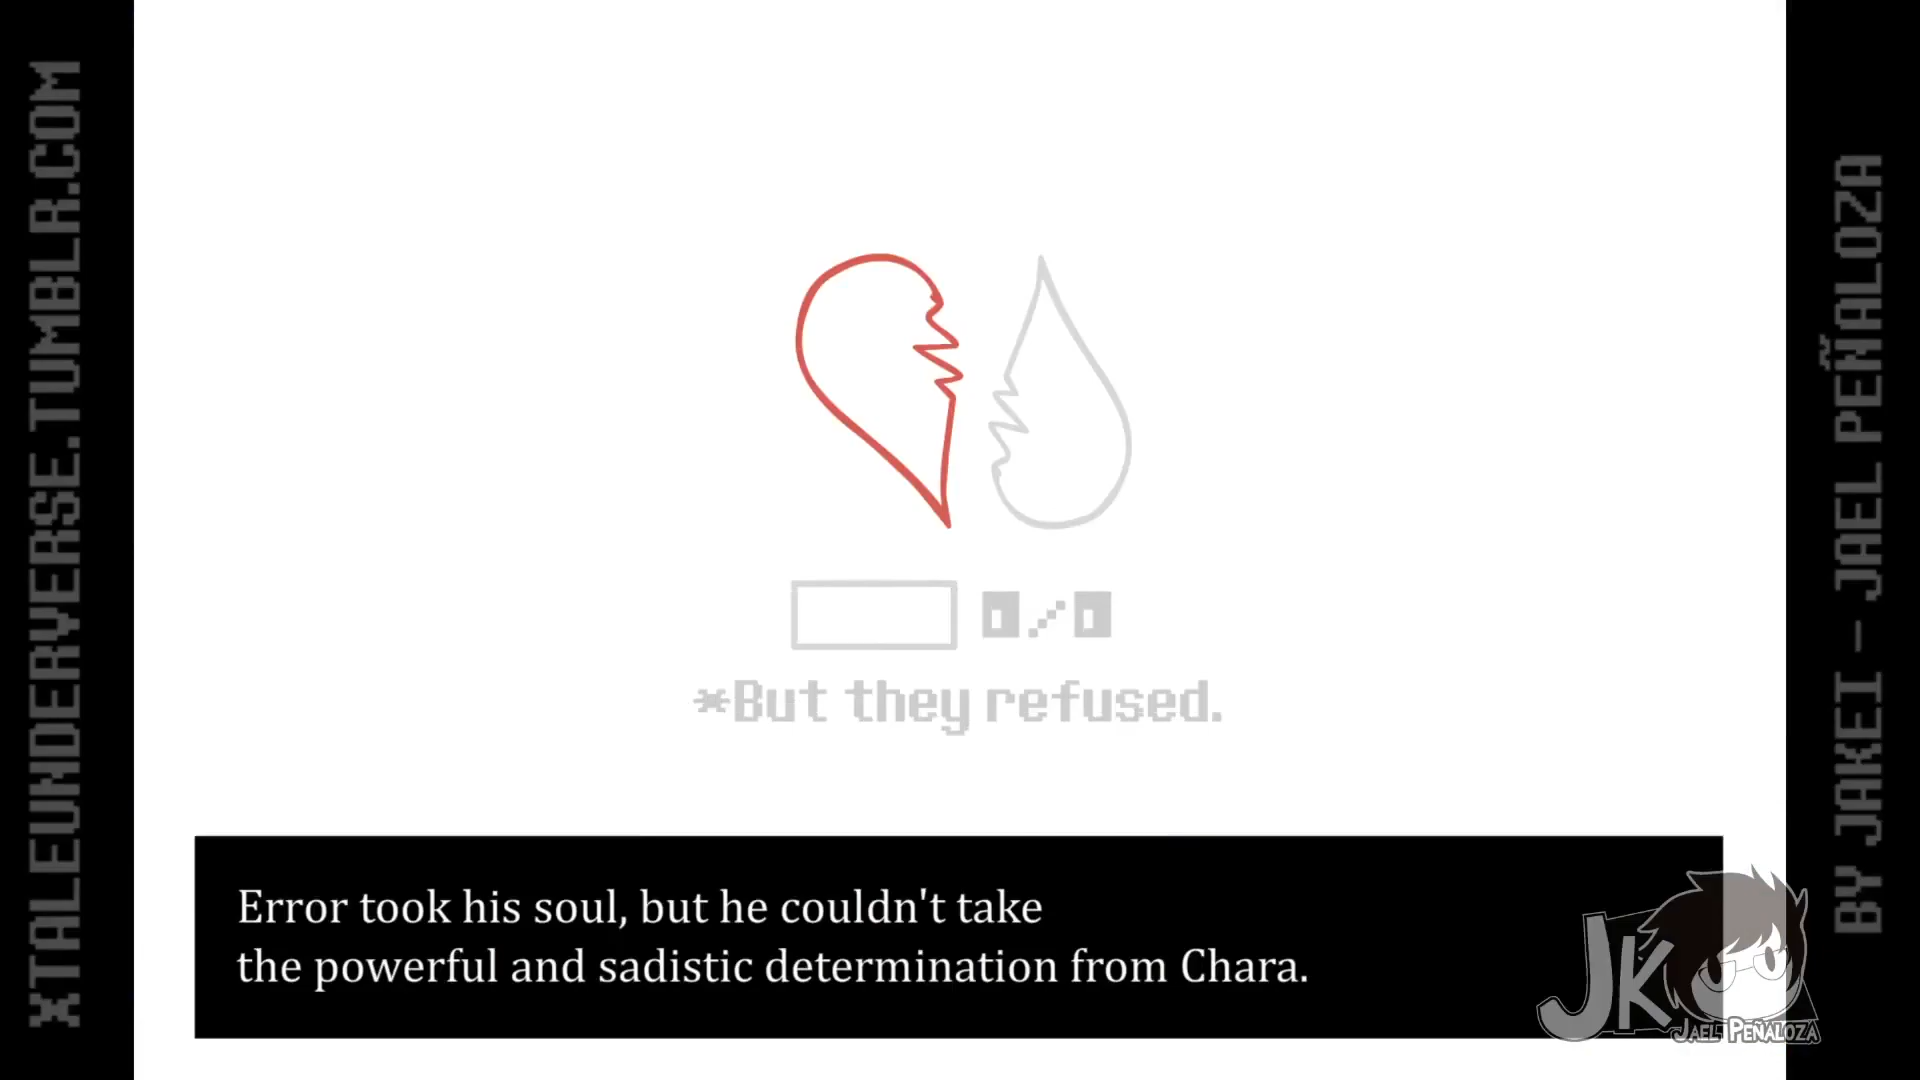 XTALEUNDERVERSE.TUMBLR.COM
0/0
*But they refused.
Error took his soul, but he couldn't take
the powerful and sadistic determination from Chara.
JK
JAEL PEÑALOZA
BY JAKEI - JAEL PEÑALOZA